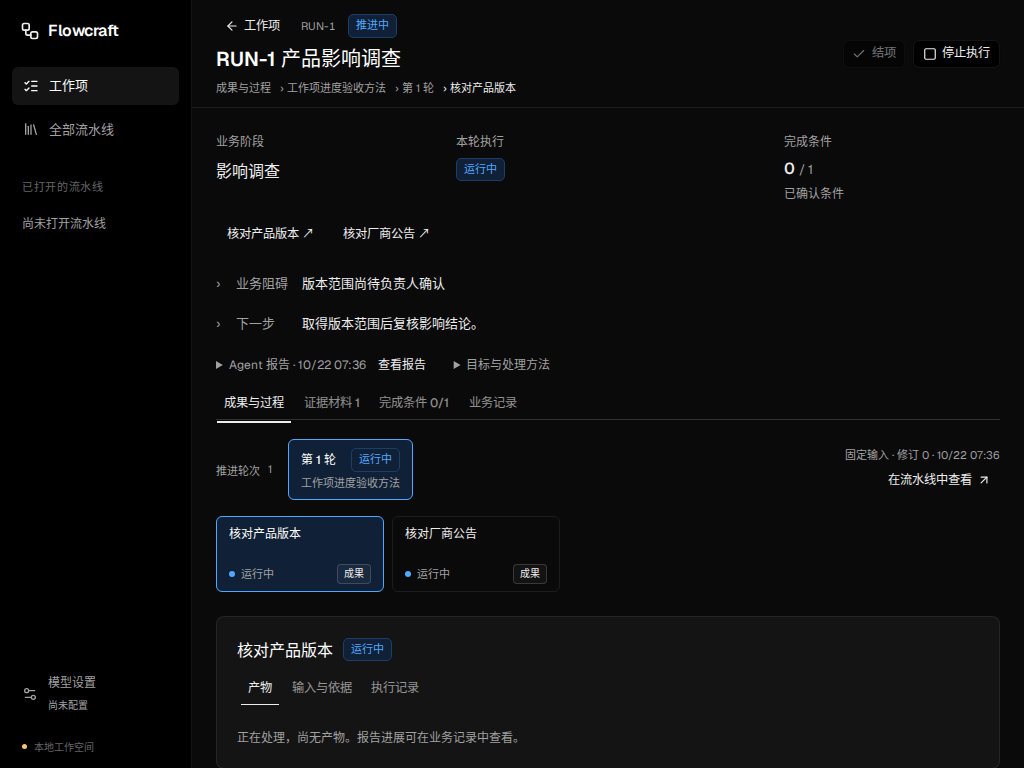 Flowcraft
工作项
全部流水线
已打开的流水线
尚未打开流水线
模型设置
尚未配置
本地工作空间
← 工作项 RUN-1 推进中
RUN-1 产品影响调查
成果与过程 › 工作项进度验收方法 › 第 1 轮 › 核对产品版本
结项 停止执行
业务阶段 本轮执行 完成条件
影响调查 运行中 0 / 1
已确认条件
核对产品版本 ↗ 核对厂商公告 ↗
› 业务阻碍 版本范围尚待负责人确认
› 下一步 取得版本范围后复核影响结论。
▶ Agent 报告 · 10/22 07:36 查看报告 ▶ 目标与处理方法
成果与过程 证据材料 1 完成条件 0/1 业务记录
推进轮次 1 第 1 轮 运行中
工作项进度验收方法
固定输入 · 修订 0 · 10/22 07:36
在流水线中查看 ↗
核对产品版本 核对厂商公告
运行中 成果 运行中 成果
核对产品版本 运行中
产物 输入与依据 执行记录
正在处理，尚无产物。报告进展可在业务记录中查看。